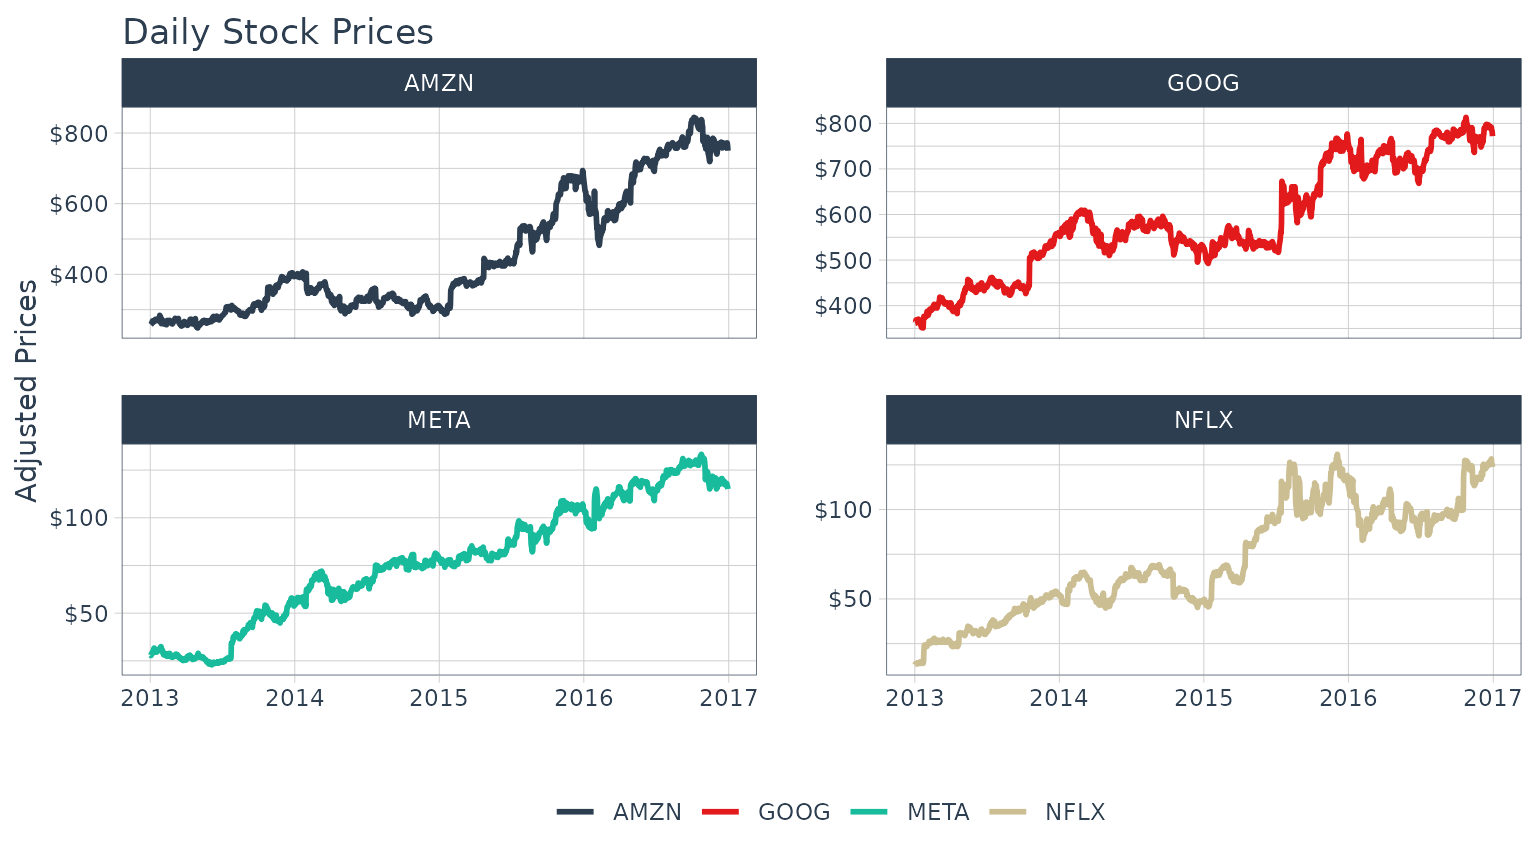 Daily Stock Prices
Adjusted Prices
AMZN
$800
$600
$400
GOOG
$800
$700
$600
$500
$400
META
$100
$50
2013 2014 2015 2016 2017
NFLX
$100
$50
2013 2014 2015 2016 2017
AMZN GOOG META NFLX